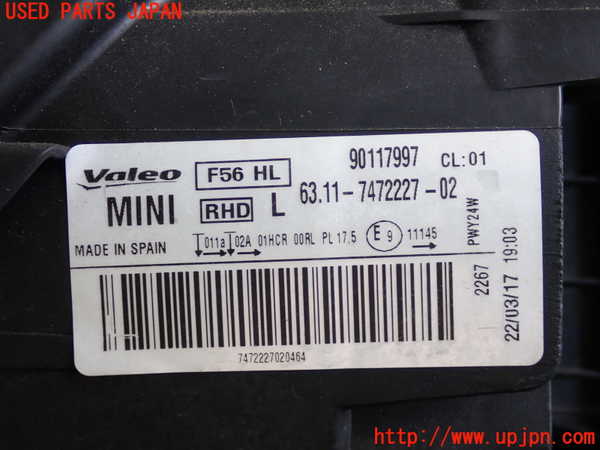 USED PARTS JAPAN
Valeo F56 HL 90117997 CL:01
MINI RHD L 63.11-7472227-02
MADE IN SPAIN 011a 02A 01HCR 00RL PL 17,5 E 9 11145
PWY24W
2267
22/03/17 19:03
7472227020464
http://www.upjpn.com/